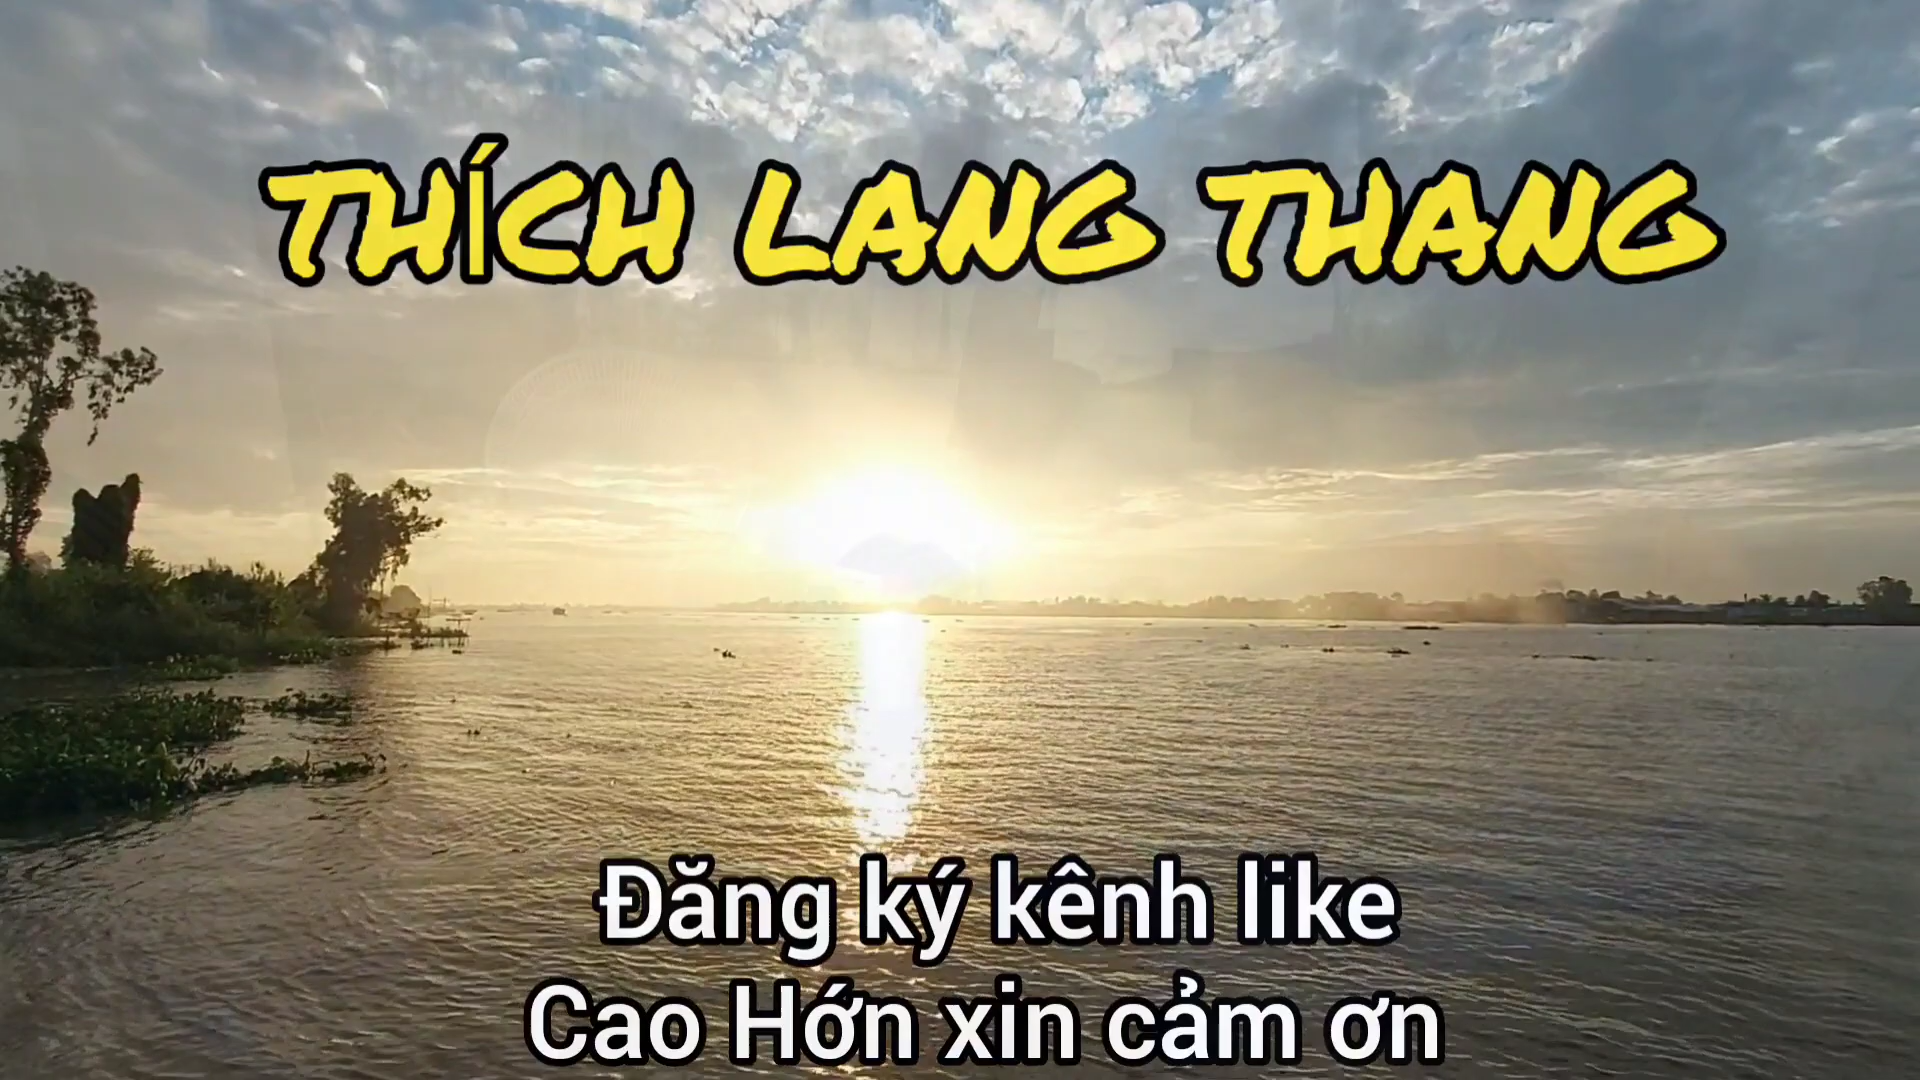 THÍCH LANG THANG
Đăng ký kênh like
Cao Hớn xin cảm ơn